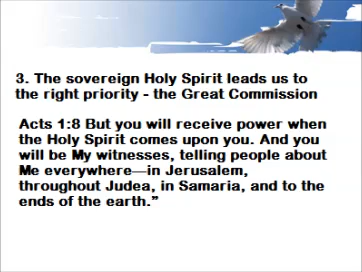 3. The sovereign Holy Spirit leads us to
the right priority - the Great Commission
Acts 1:8 But you will receive power when
the Holy Spirit comes upon you. And you
will be My witnesses, telling people about
Me everywhere—in Jerusalem,
throughout Judea, in Samaria, and to the
ends of the earth.”